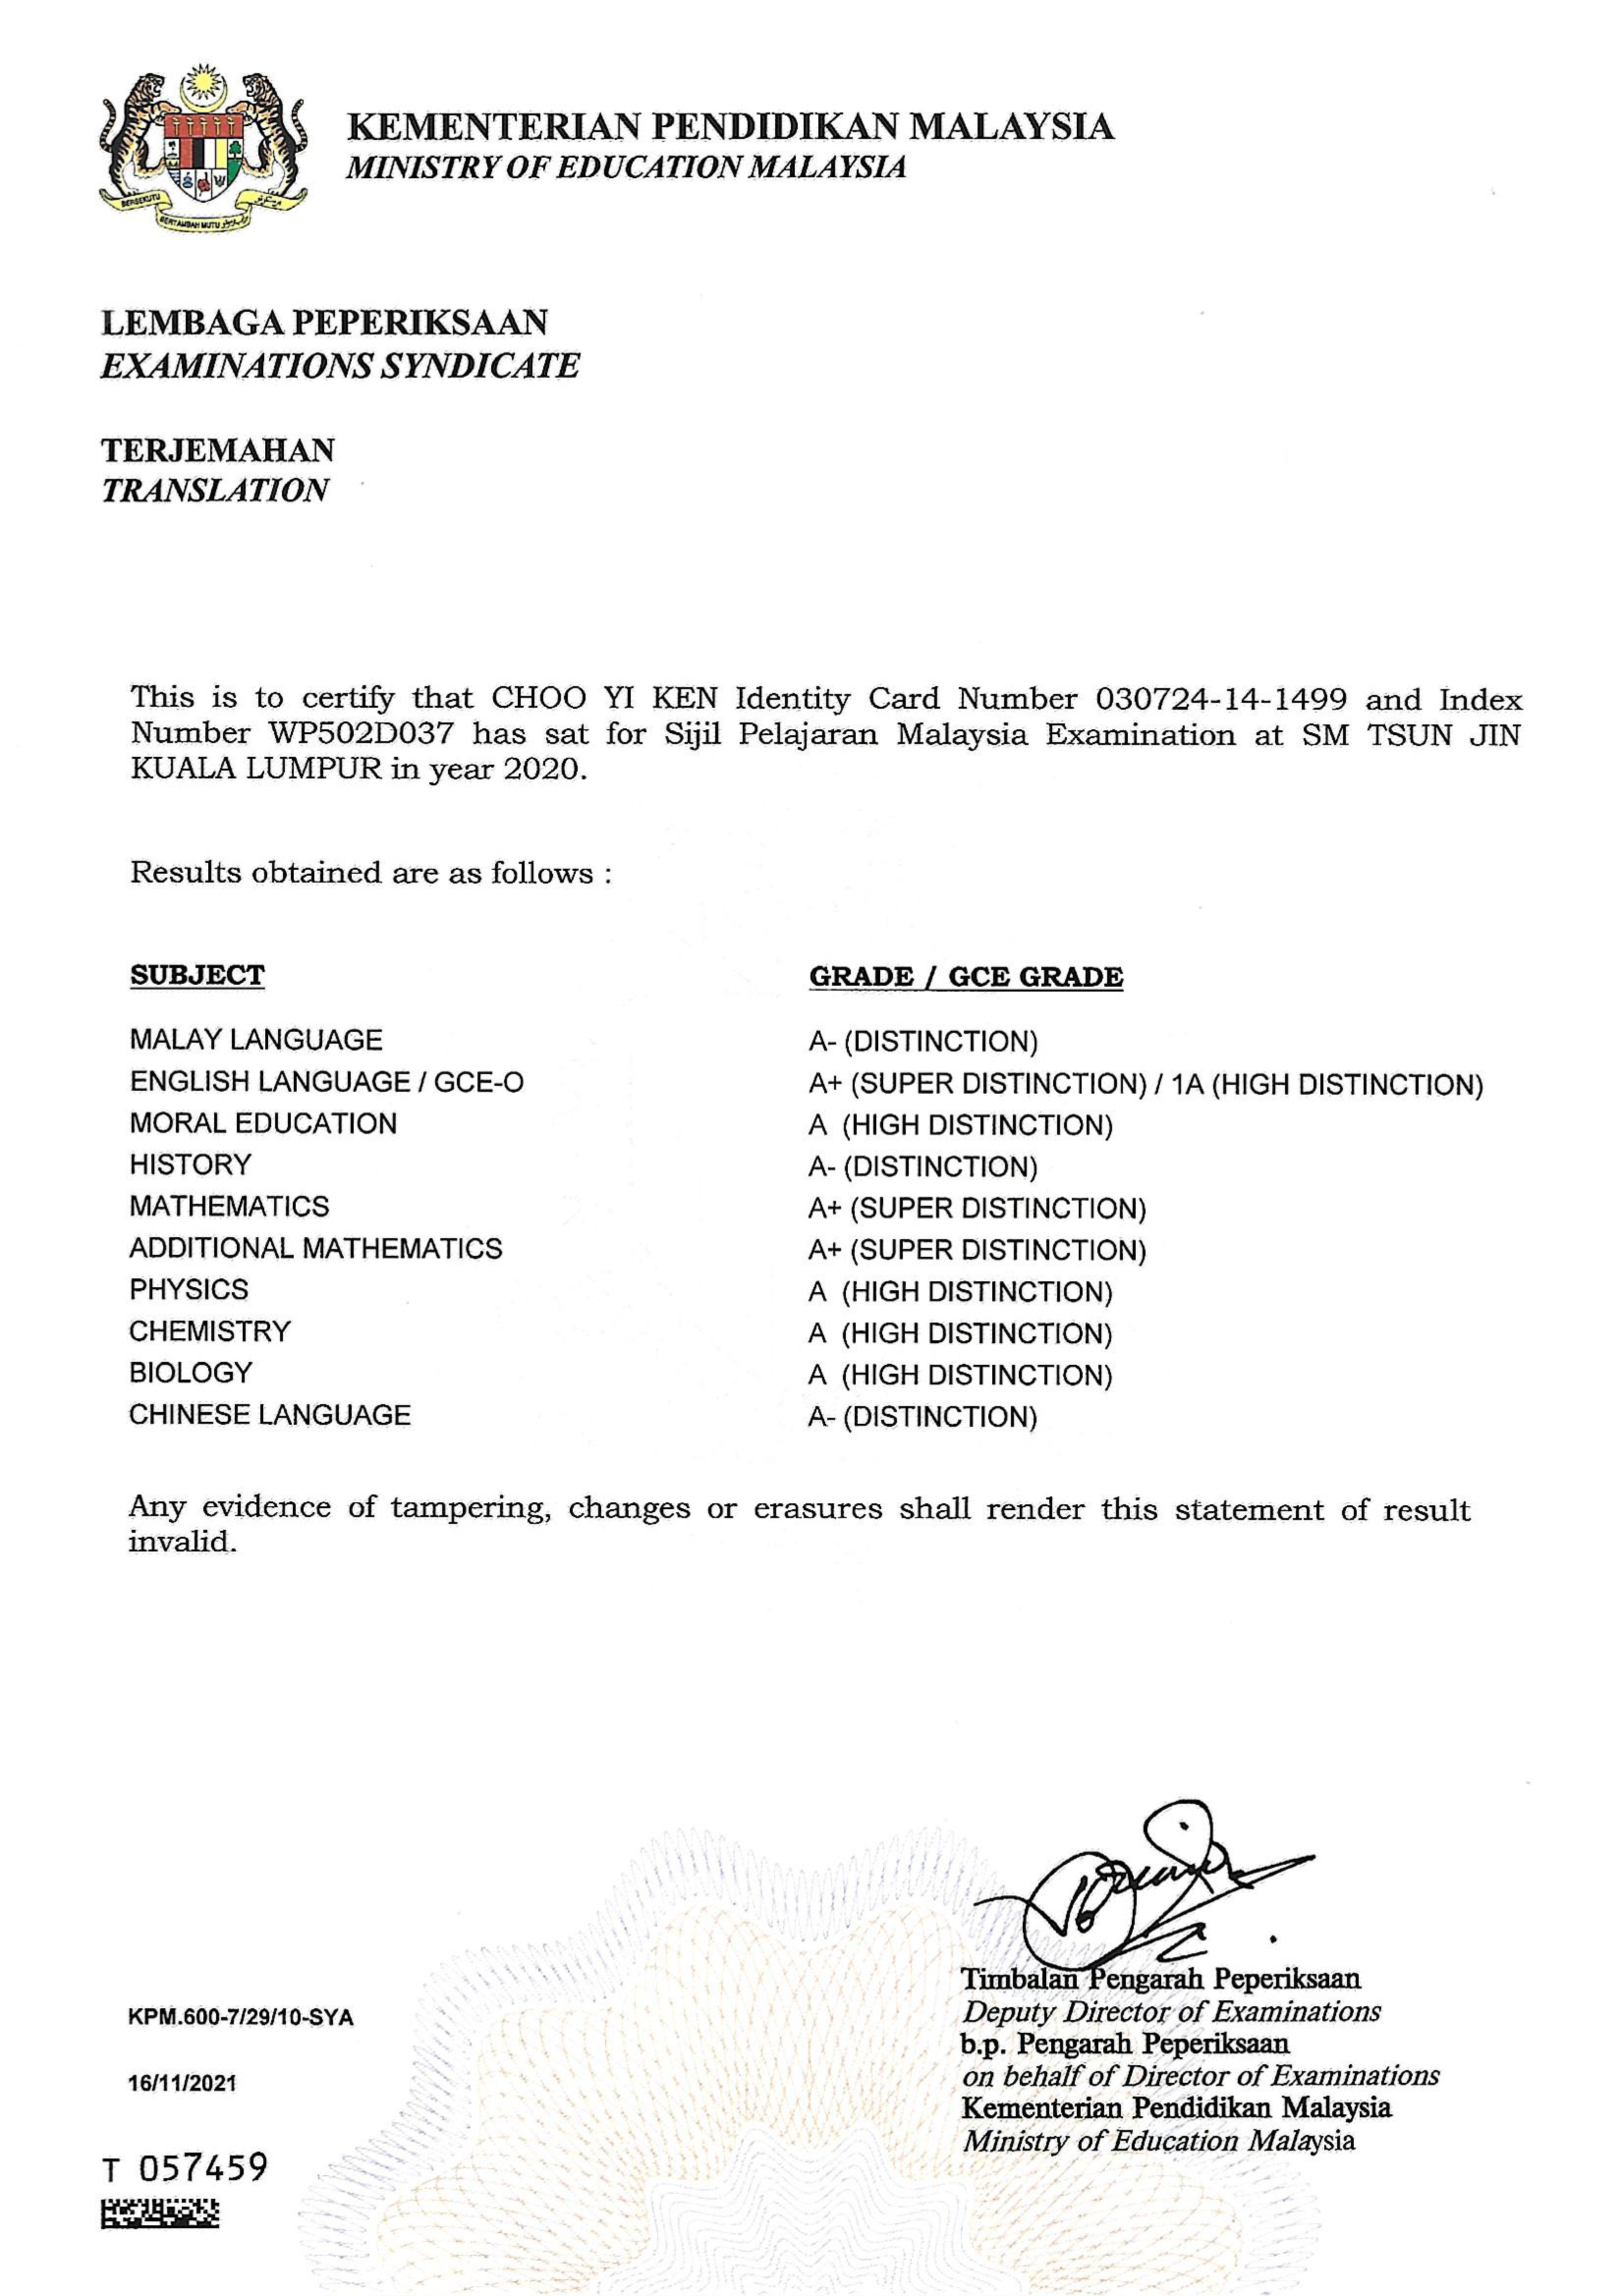 KEMENTERIAN PENDIDIKAN MALAYSIA
MINISTRY OF EDUCATION MALAYSIA
BERSEKUTU
BERTAMBAH MUTU
LEMBAGA PEPERIKSAAN
EXAMINATIONS SYNDICATE
TERJEMAHAN
TRANSLATION
This is to certify that CHOO YI KEN Identity Card Number 030724-14-1499 and Index
Number WP502D037 has sat for Sijil Pelajaran Malaysia Examination at SM TSUN JIN
KUALA LUMPUR in year 2020.
Results obtained are as follows :
SUBJECT GRADE / GCE GRADE
MALAY LANGUAGE A- (DISTINCTION)
ENGLISH LANGUAGE / GCE-O A+ (SUPER DISTINCTION) / 1A (HIGH DISTINCTION)
MORAL EDUCATION A (HIGH DISTINCTION)
HISTORY A- (DISTINCTION)
MATHEMATICS A+ (SUPER DISTINCTION)
ADDITIONAL MATHEMATICS A+ (SUPER DISTINCTION)
PHYSICS A (HIGH DISTINCTION)
CHEMISTRY A (HIGH DISTINCTION)
BIOLOGY A (HIGH DISTINCTION)
CHINESE LANGUAGE A- (DISTINCTION)
Any evidence of tampering, changes or erasures shall render this statement of result
invalid.
Timbalan Pengarah Peperiksaan
Deputy Director of Examinations
b.p. Pengarah Peperiksaan
on behalf of Director of Examinations
Kementerian Pendidikan Malaysia
Ministry of Education Malaysia
KPM.600-7/29/10-SYA
16/11/2021
T 057459